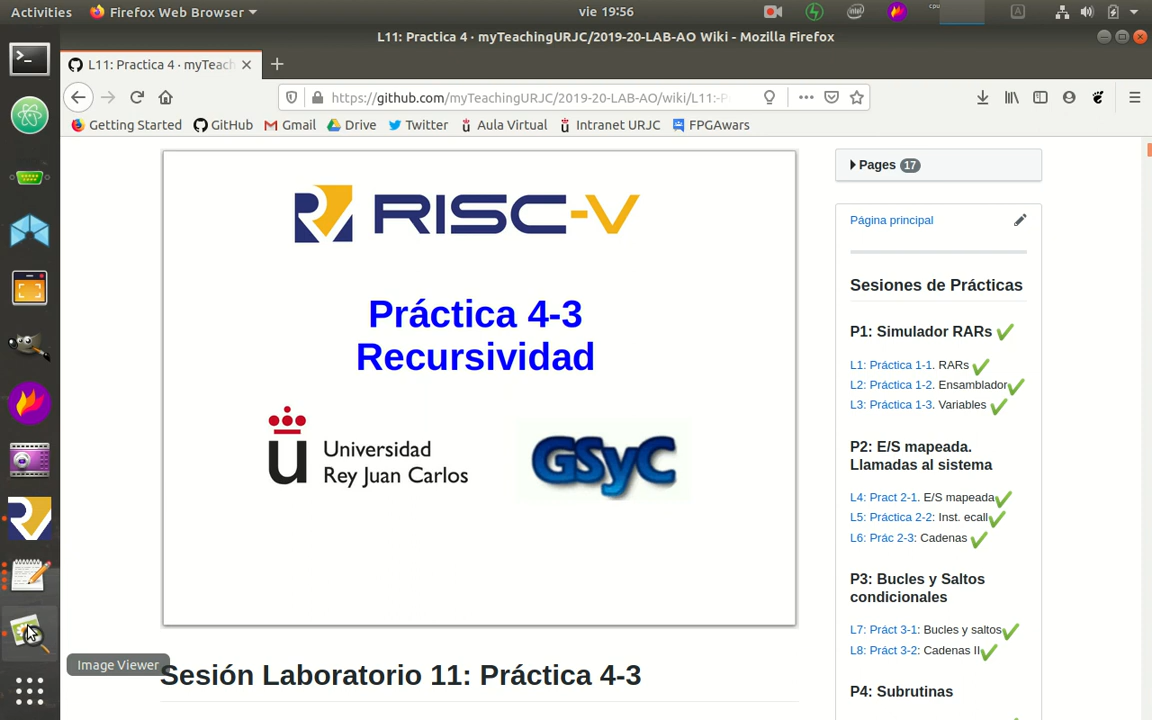 Activities
Firefox Web Browser
vie 19:56
cpu
L11: Practica 4 · myTeachingURJC/2019-20-LAB-AO Wiki - Mozilla Firefox
L11: Practica 4 · myTeach
https://github.com/myTeachingURJC/2019-20-LAB-AO/wiki/L11:-P
Getting Started
GitHub
Gmail
Drive
Twitter
Aula Virtual
Intranet URJC
FPGAwars
RISC-V
Práctica 4-3
Recursividad
Universidad
Rey Juan Carlos
GSyC
Sesión Laboratorio 11: Práctica 4-3
Pages 17
Página principal
Sesiones de Prácticas
P1: Simulador RARs
L1: Práctica 1-1. RARs
L2: Práctica 1-2. Ensamblador
L3: Práctica 1-3. Variables
P2: E/S mapeada.
Llamadas al sistema
L4: Pract 2-1. E/S mapeada
L5: Práctica 2-2: Inst. ecall
L6: Prác 2-3: Cadenas
P3: Bucles y Saltos
condicionales
L7: Práct 3-1: Bucles y saltos
L8: Práct 3-2: Cadenas II
P4: Subrutinas
Image Viewer